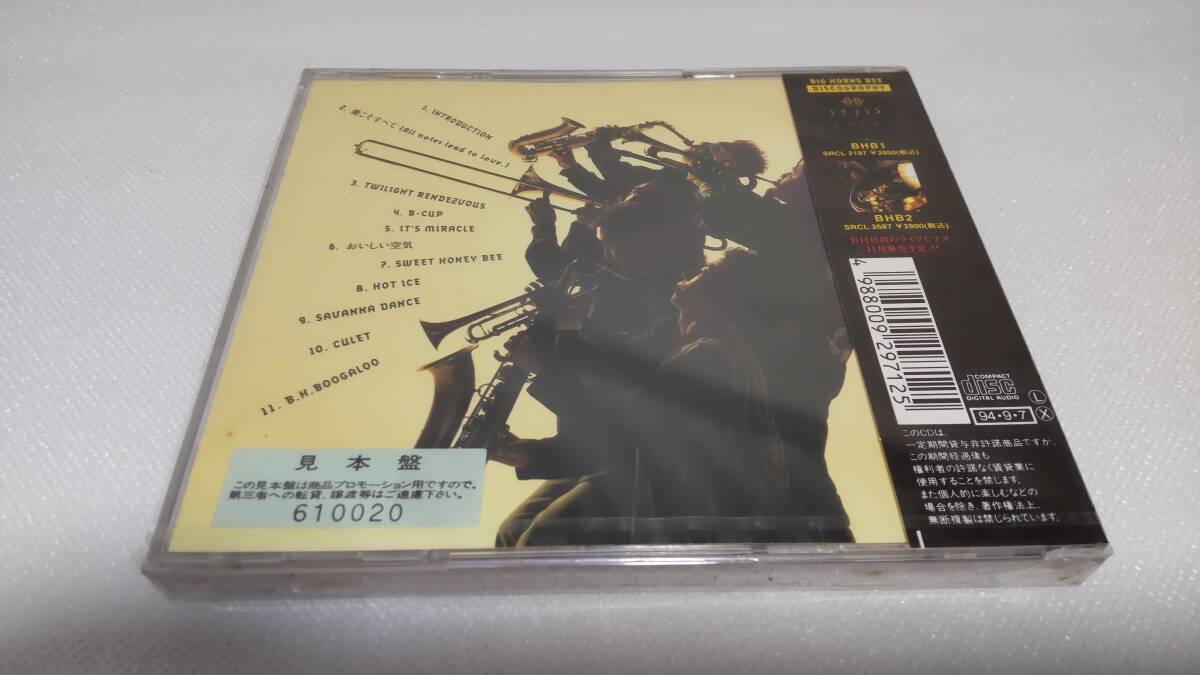 1. INTRODUCTION
2. 愛こそすべて (All notes lead to love.)
3. TWILIGHT RENDEZVOUS
4. B-CUP
5. IT'S MIRACLE
6. おいしい空気
7. SWEET HONEY BEE
8. HOT ICE
9. SAVANNA DANCE
10. CULET
11. B.H.BOOGALOO
見本盤
この見本盤は商品プロモーション用ですので、
第三者への転貸、譲渡等はご遠慮下さい。
610020
BIG HORNS BEE
DISCOGRAPHY
BHB1
SRCL 2197 ¥2800(税込)
BHB2
SRCL 2687 ¥2800(税込)
BHB初のライヴビデオ
11月発売予定!!
4 988009 297125
COMPACT
disc
DIGITAL AUDIO
94・9・7
L
X
このCDは、
一定期間貸与非許諾商品ですが、
この期間経過後も
権利者の許諾なく賃貸業に
使用することを禁じます。
また個人的に楽しむなどの
場合を除き、著作権法上、
無断複製は禁じられています。